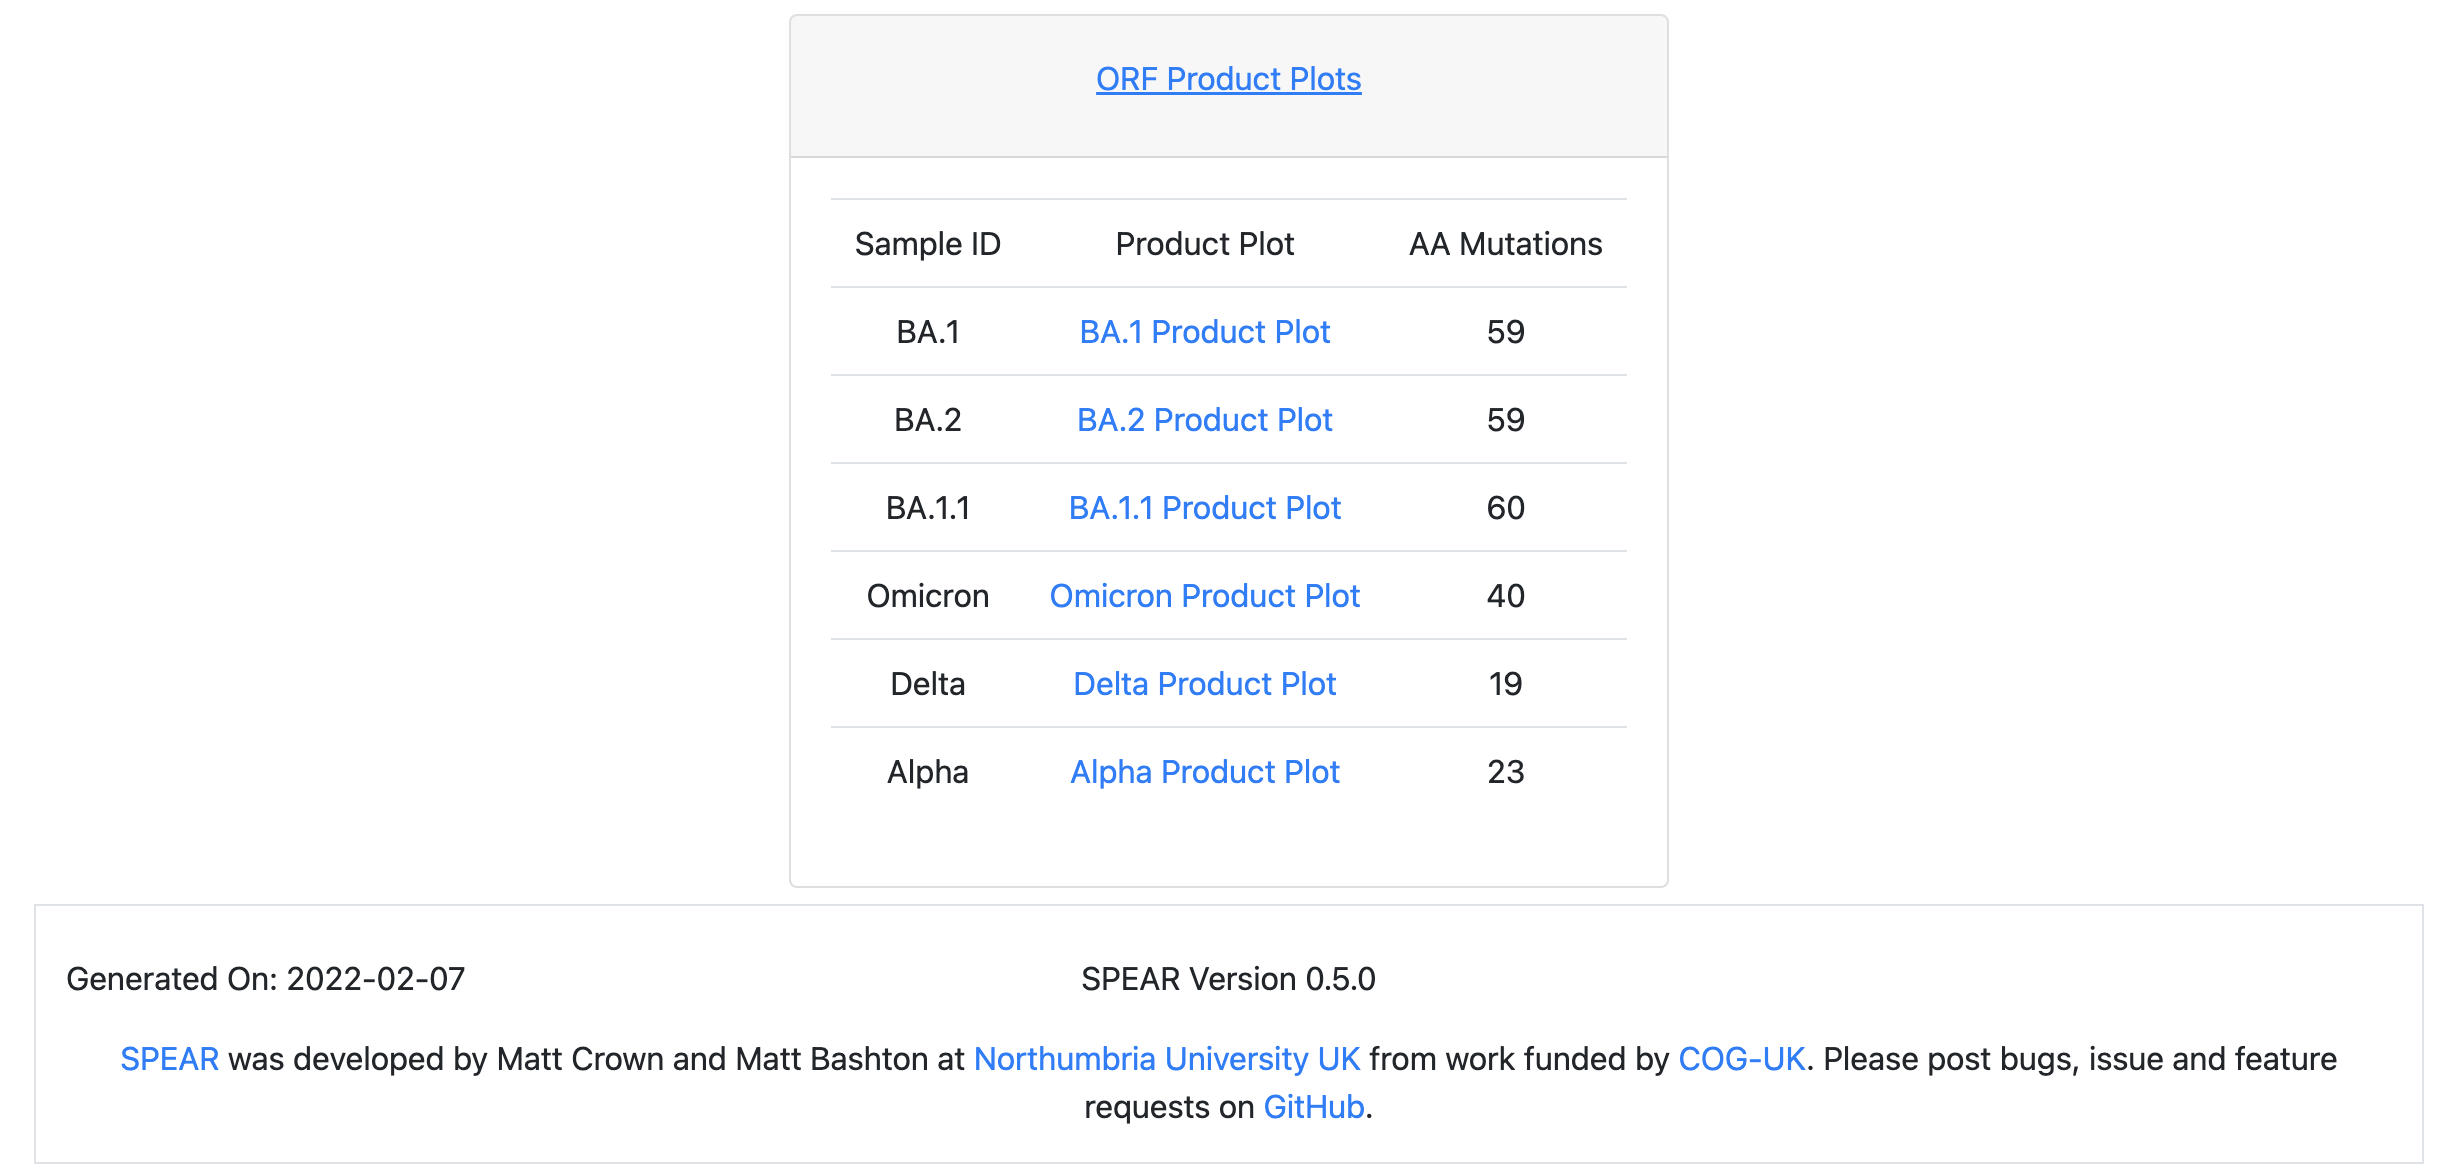 ORF Product Plots
Sample ID Product Plot AA Mutations
BA.1 BA.1 Product Plot 59
BA.2 BA.2 Product Plot 59
BA.1.1 BA.1.1 Product Plot 60
Omicron Omicron Product Plot 40
Delta Delta Product Plot 19
Alpha Alpha Product Plot 23
Generated On: 2022-02-07 SPEAR Version 0.5.0
SPEAR was developed by Matt Crown and Matt Bashton at Northumbria University UK from work funded by COG-UK. Please post bugs, issue and feature
requests on GitHub.